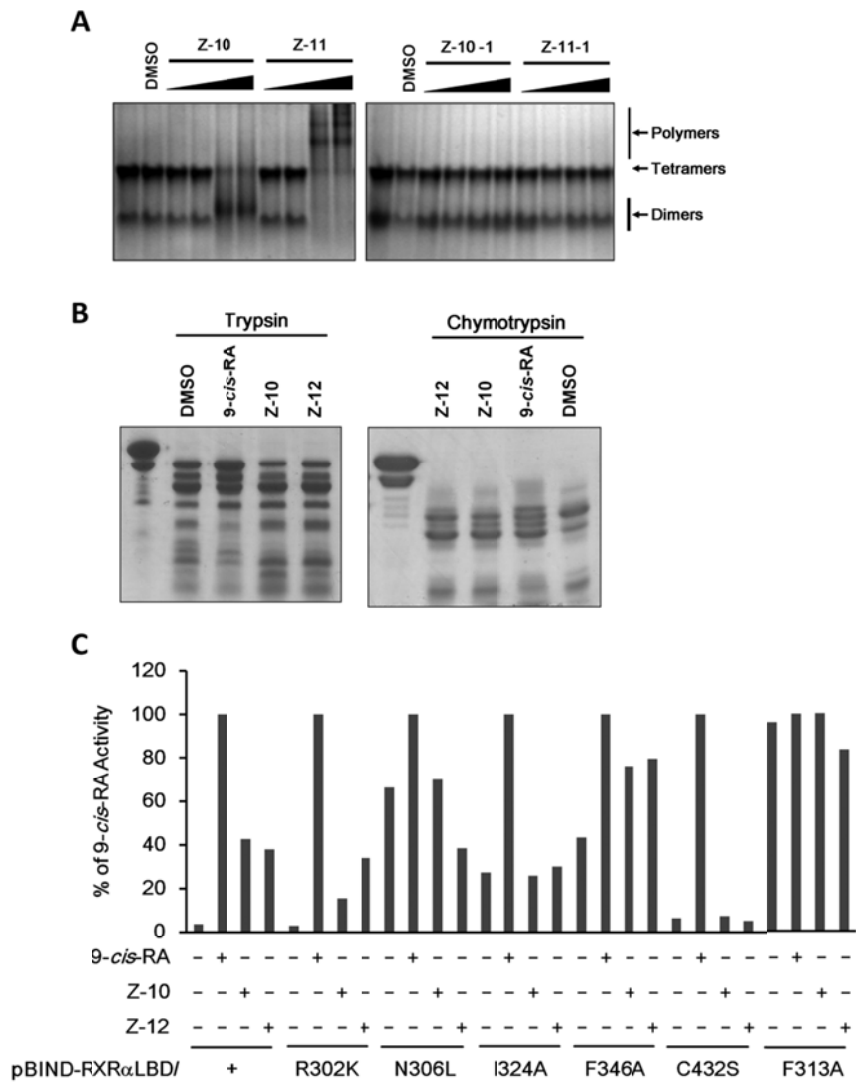 A
DMSO
Z-10
Z-11
DMSO
Z-10 -1
Z-11-1
Polymers
Tetramers
Dimers
B
Trypsin
DMSO
9-cis-RA
Z-10
Z-12
Chymotrypsin
Z-12
Z-10
9-cis-RA
DMSO
C
% of 9-cis-RA Activity
120
100
80
60
40
20
0
9-cis-RA - + - - - + - - - + - - - + - - - + - - - + - - - + - -
Z-10 - - + - - - + - - - + - - - + - - - + - - - + - - - + -
Z-12 - - - + - - - + - - - + - - - + - - - + - - - + - - - +
pBIND-RXRαLBD/ + R302K N306L I324A F346A C432S F313A